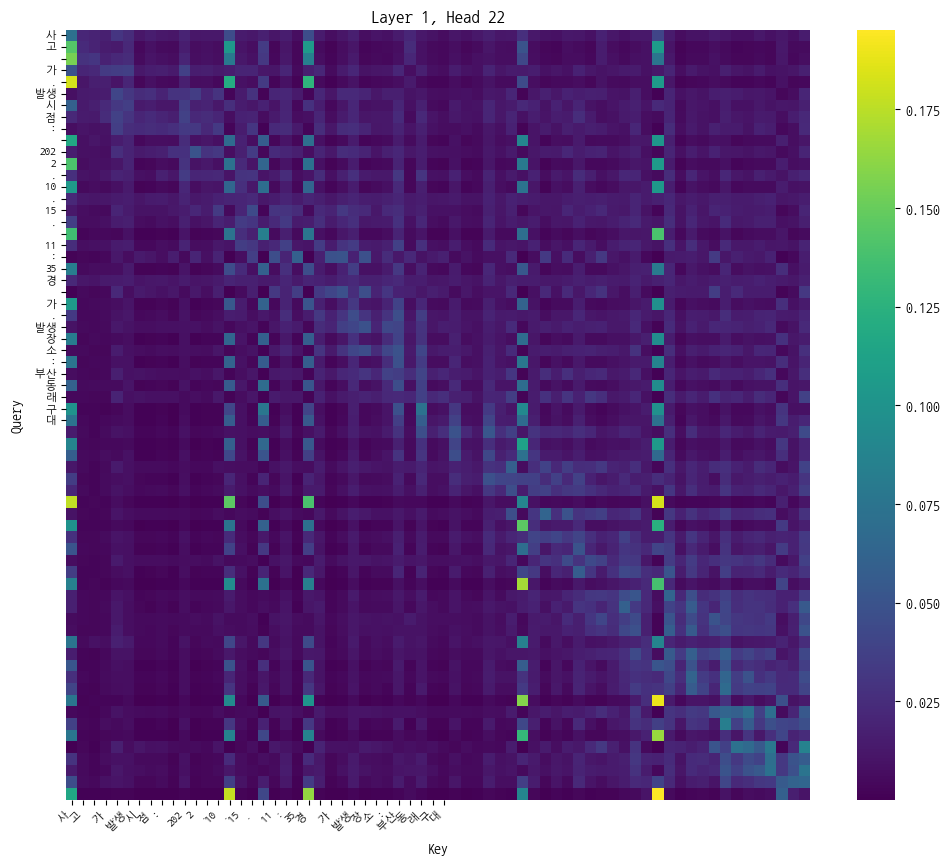 Layer 1, Head 22
사
고
가
.
발생
시
점
:
202
2
.
10
.
15
.
11
:
35
경
가
.
발생
장
소
:
부산
동
래
구
대
Query
사
고
가
.
발생
시
점
:
202
2
10
15
.
11
:
35
경
가
발생
장
소
:
부산
동
래
구
대
Key
0.175
0.150
0.125
0.100
0.075
0.050
0.025